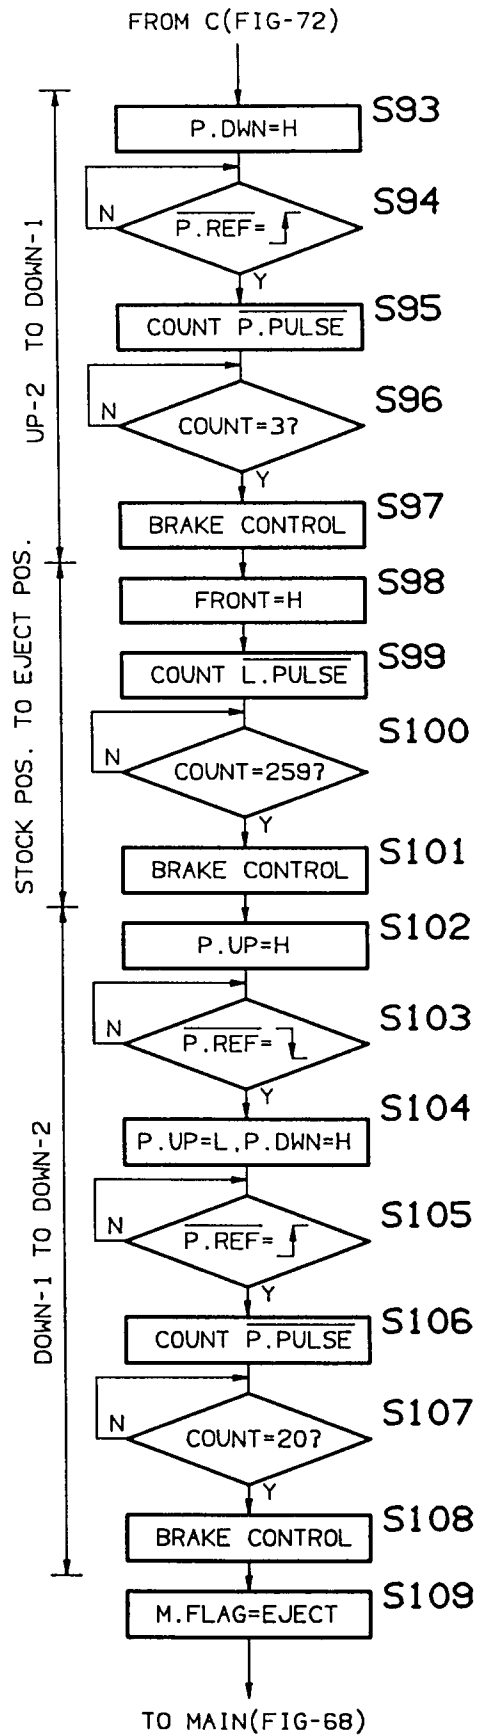 FROM C(FIG-72)
S93
P.DWN=H
S94
N
P.REF=
Y
S95
COUNT P.PULSE
S96
N
COUNT=3?
Y
S97
BRAKE CONTROL
UP-2 TO DOWN-1
S98
FRONT=H
S99
COUNT L.PULSE
S100
N
COUNT=259?
Y
S101
BRAKE CONTROL
STOCK POS. TO EJECT POS.
S102
P.UP=H
S103
N
P.REF=
Y
S104
P.UP=L,P.DWN=H
S105
N
P.REF=
Y
S106
COUNT P.PULSE
S107
N
COUNT=20?
Y
S108
BRAKE CONTROL
DOWN-1 TO DOWN-2
S109
M.FLAG=EJECT
TO MAIN(FIG-68)